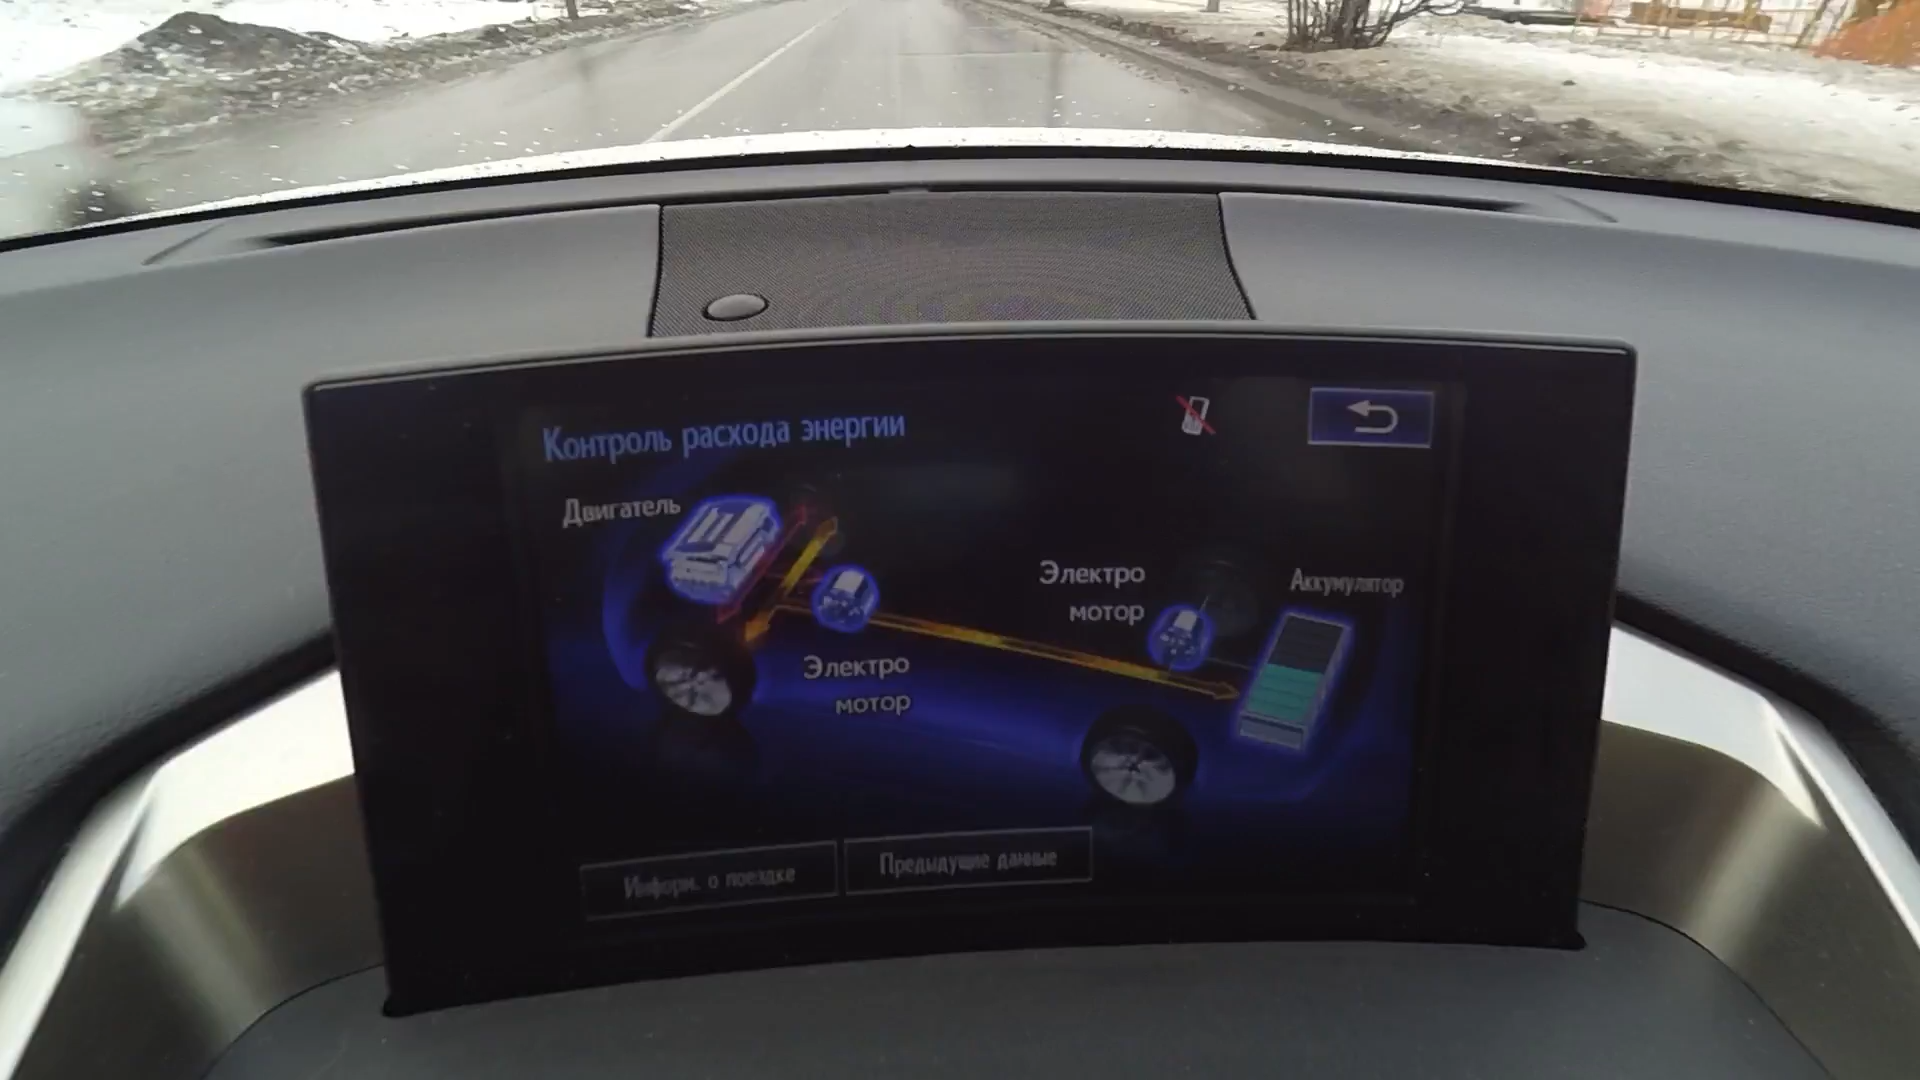 Контроль расхода энергии
Двигатель
Электро
мотор
Аккумулятор
Электро
мотор
Информ. о поездке
Предыдущие данные